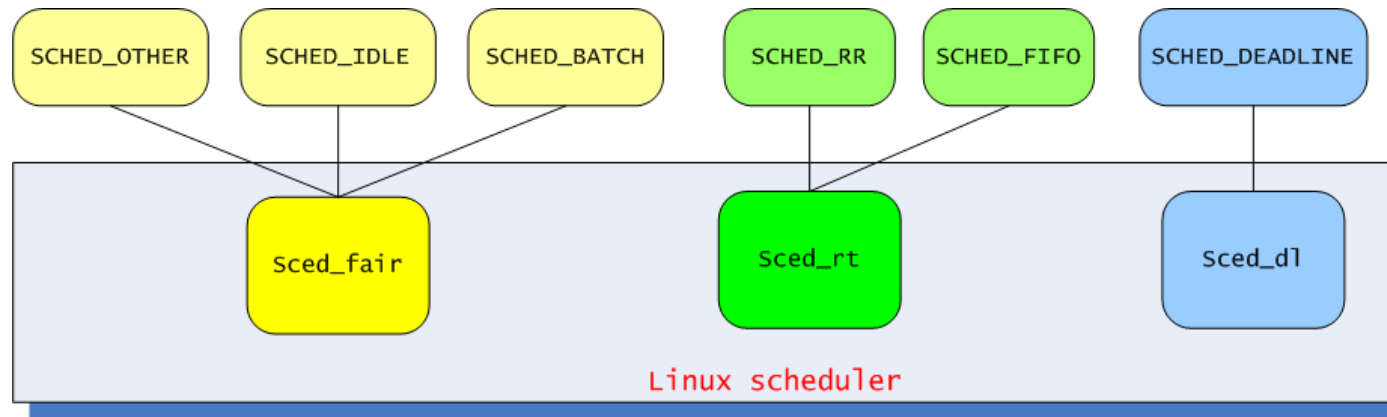 SCHED_OTHER
SCHED_IDLE
SCHED_BATCH
SCHED_RR
SCHED_FIFO
SCHED_DEADLINE
Sced_fair
Sced_rt
Sced_dl
Linux scheduler